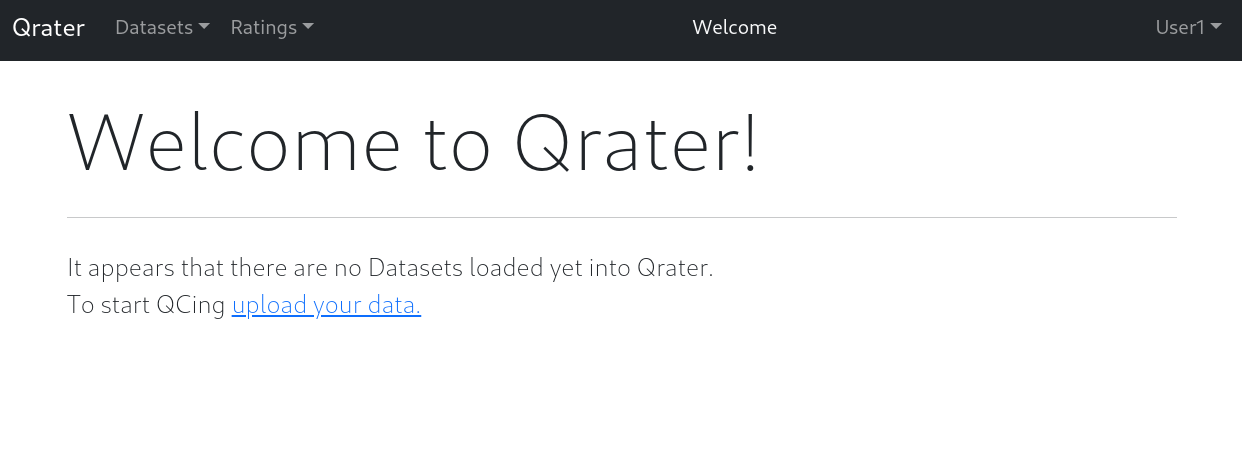 Qrater Datasets Ratings Welcome User1
Welcome to Qrater!
It appears that there are no Datasets loaded yet into Qrater.
To start QCing upload your data.